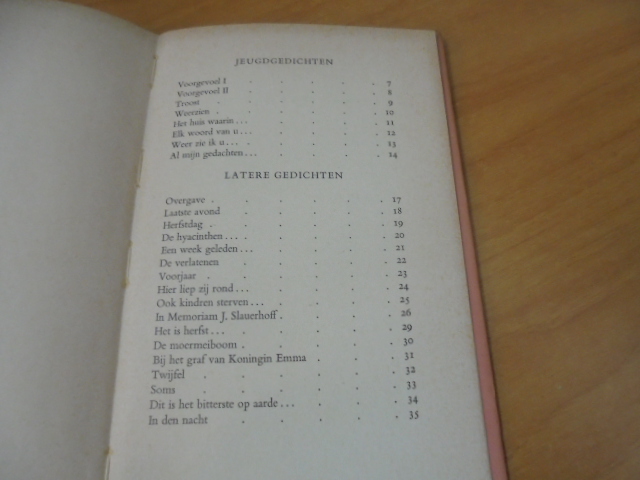 JEUGDGEDICHTEN
Voorgevoel I . . . . . 7
Voorgevoel II . . . . . 8
Troost . . . . . . 9
Weerzien . . . . . . 10
Het huis waarin... . . . . 11
Elk woord van u... . . . . 12
Weer zie ik u... . . . . . 13
Al mijn gedachten... . . . . 14
LATERE GEDICHTEN
Overgave . . . . . . 17
Laatste avond . . . . . 18
Herfstdag . . . . . . 19
De hyacinthen... . . . . 20
Een week geleden... . . . . 21
De verlatenen . . . . . 22
Voorjaar . . . . . . 23
Hier liep zij rond... . . . . 24
Ook kindren sterven... . . . . 25
In Memoriam J. Slauerhoff . . . . 26
Het is herfst... . . . . . 29
De moermeiboom . . . . . 30
Bij het graf van Koningin Emma . . . 31
Twijfel . . . . . . 32
Soms . . . . . . 33
Dit is het bitterste op aarde... . . . 34
In den nacht . . . . . 35